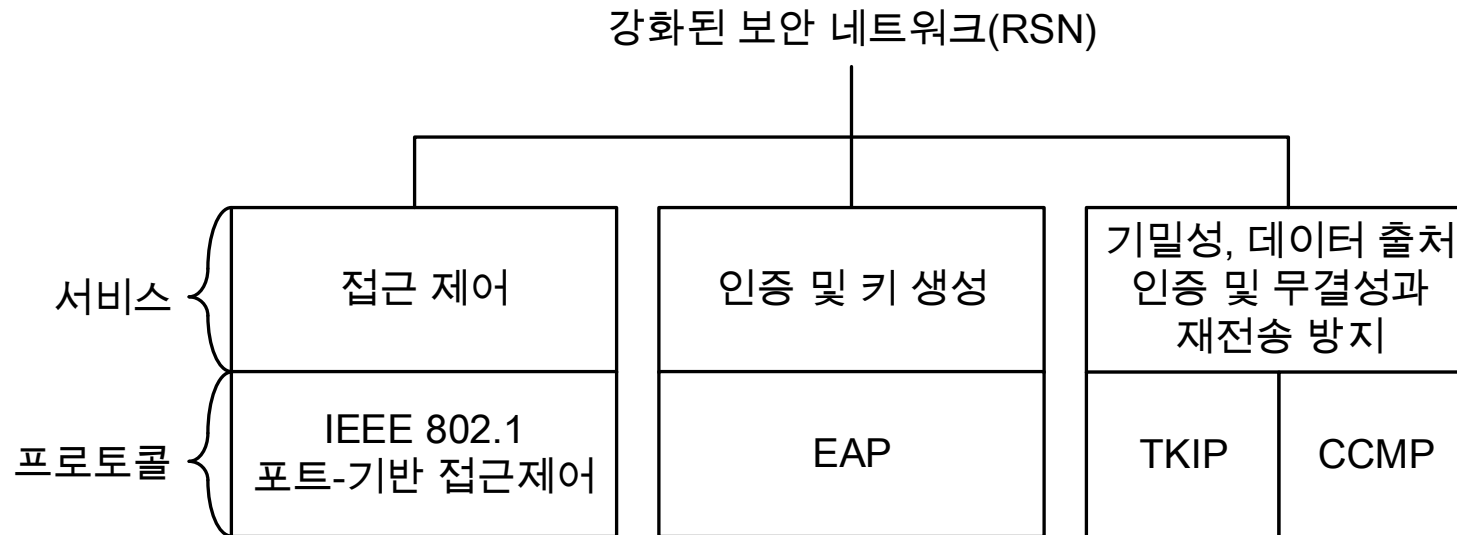 강화된 보안 네트워크(RSN)
서비스
접근 제어
인증 및 키 생성
기밀성, 데이터 출처
인증 및 무결성과
재전송 방지
프로토콜
IEEE 802.1
포트-기반 접근제어
EAP
TKIP
CCMP